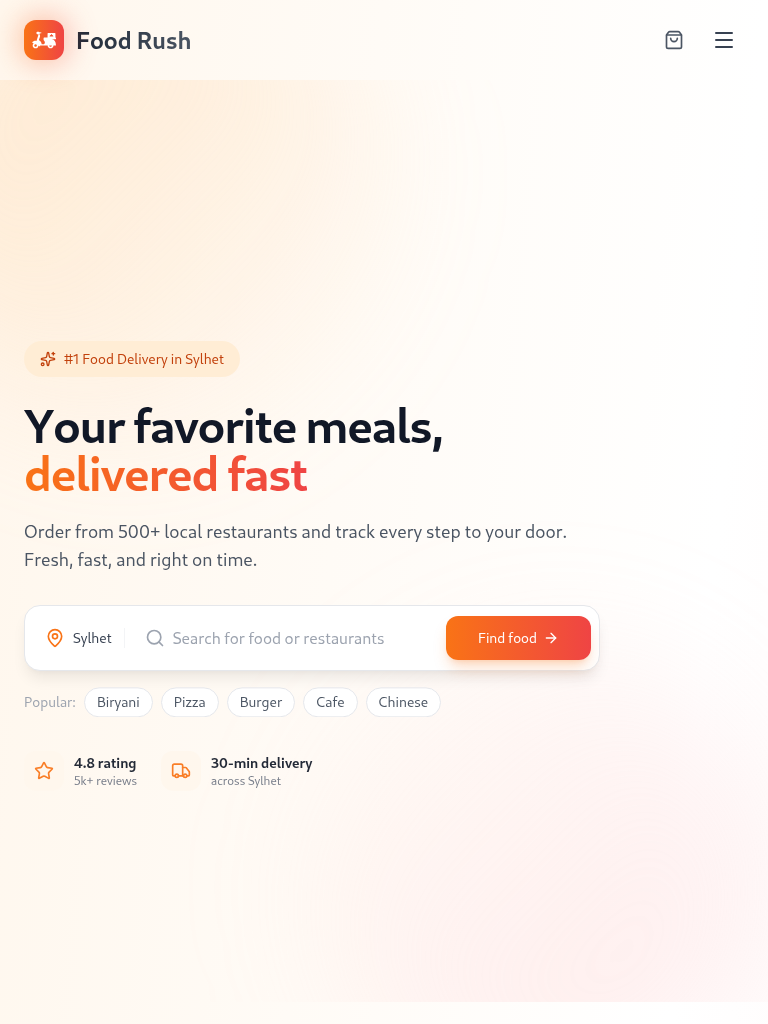 Food Rush
#1 Food Delivery in Sylhet
Your favorite meals,
delivered fast
Order from 500+ local restaurants and track every step to your door.
Fresh, fast, and right on time.
Sylhet
Search for food or restaurants
Find food
Popular:
Biryani
Pizza
Burger
Cafe
Chinese
4.8 rating
5k+ reviews
30-min delivery
across Sylhet